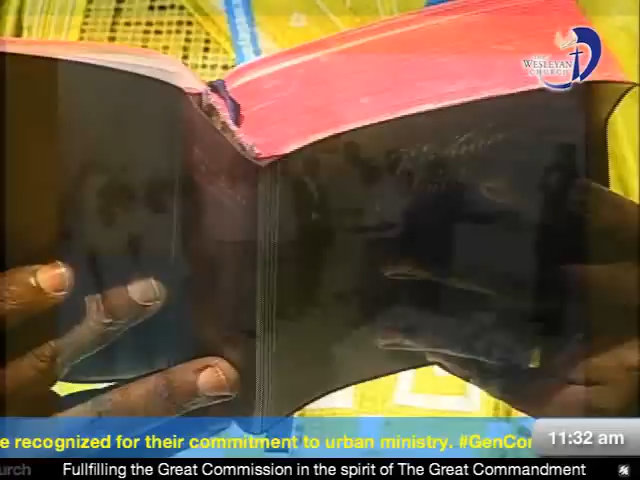 THE
WESLEYAN
CHURCH
e recognized for their commitment to urban ministry. #GenCon
11:32 am
urch Fullfilling the Great Commission in the spirit of The Great Commandment